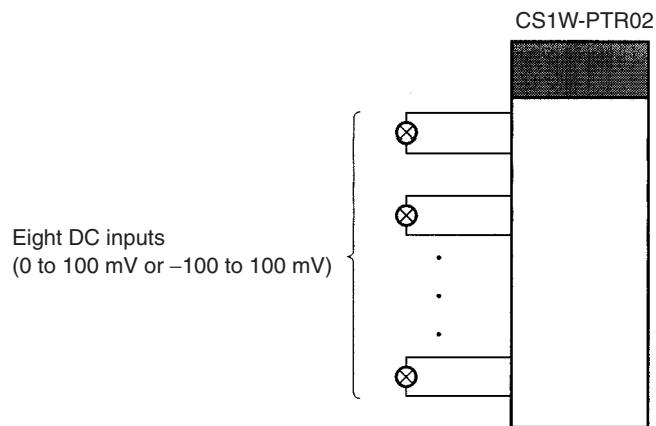 CS1W-PTR02
Eight DC inputs
(0 to 100 mV or –100 to 100 mV)